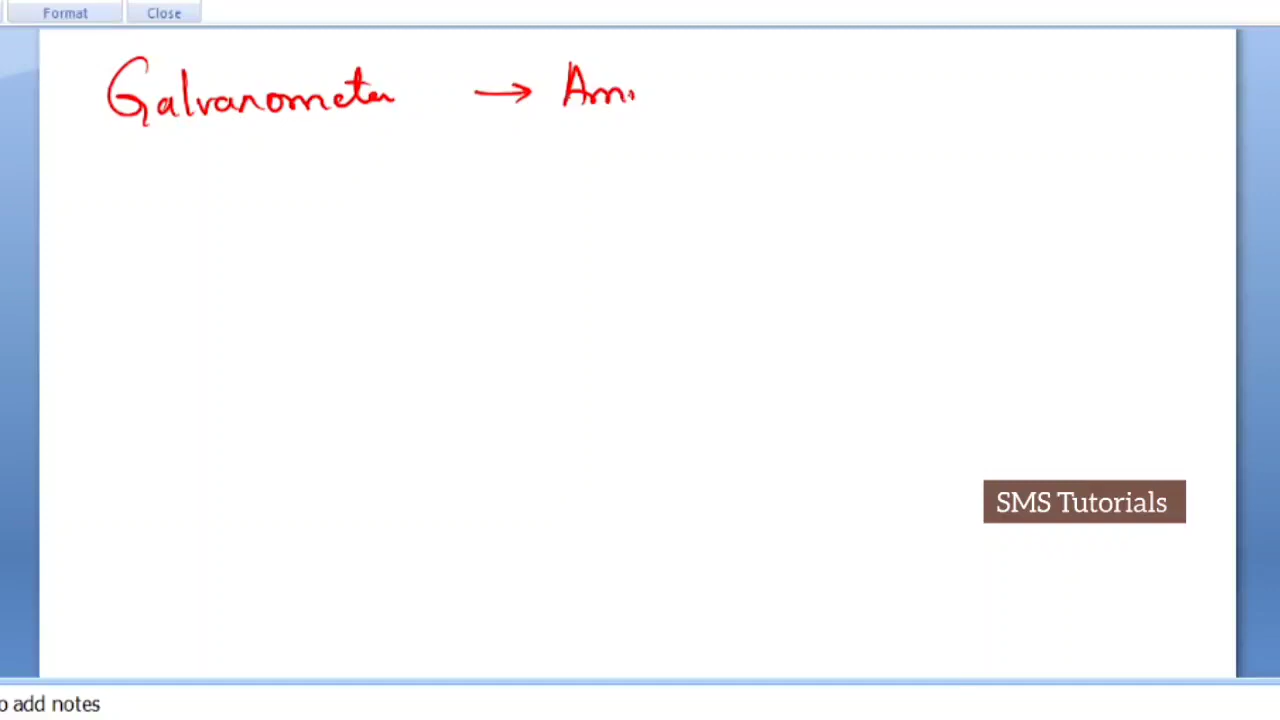 Format Close
Galvanometer → Am
SMS Tutorials
o add notes